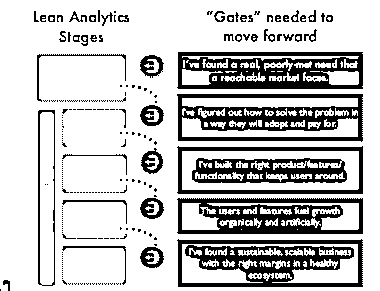 Lean Analytics
Stages
"Gates" needed to
move forward
I've found a real, poorly-met need that
a reachable market faces.
I've figured out how to solve the problem in
a way they will adopt and pay for.
I've built the right product/features/
functionality that keeps users around.
The users and features fuel growth
organically and artificially.
I've found a sustainable, scalable business
with the right margins in a healthy
ecosystem.